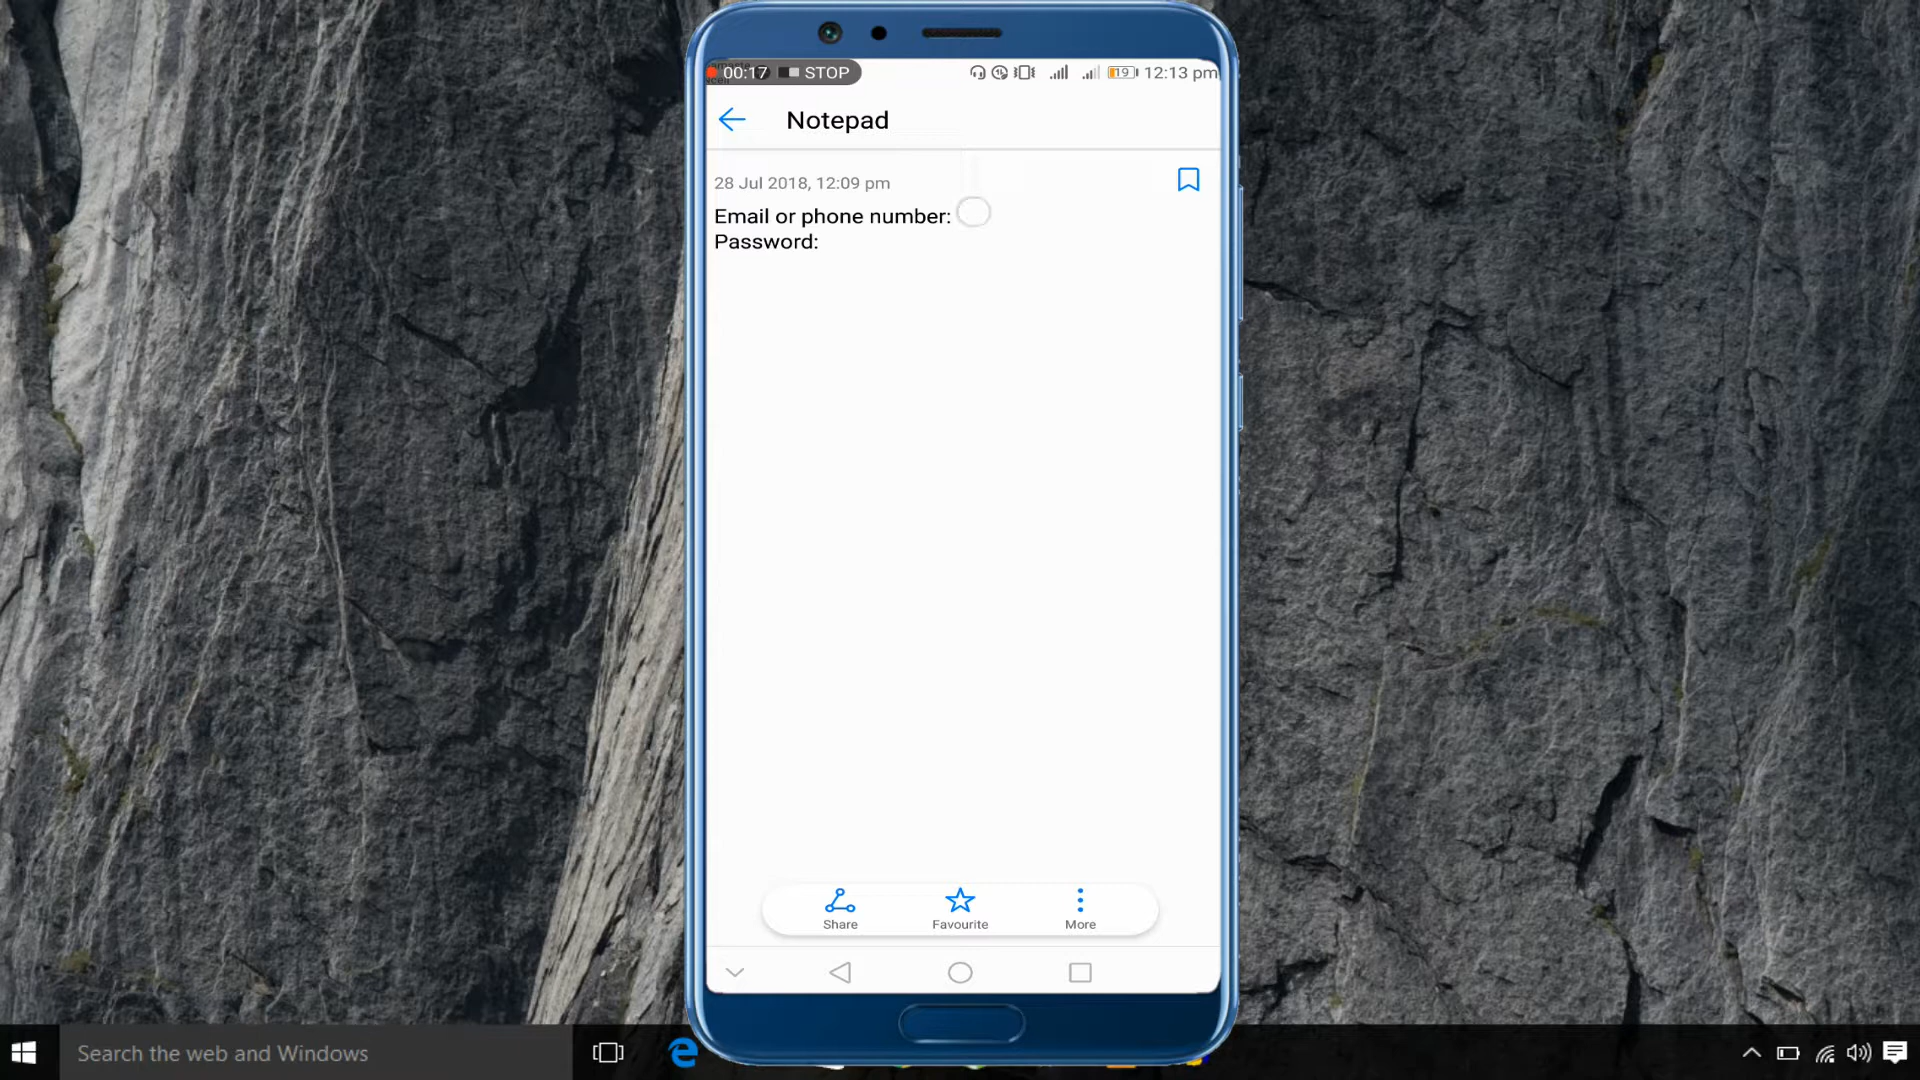 00:17 STOP
19 12:13 pm
Notepad
28 Jul 2018, 12:09 pm
Email or phone number:
Password:
Share Favourite More
Search the web and Windows